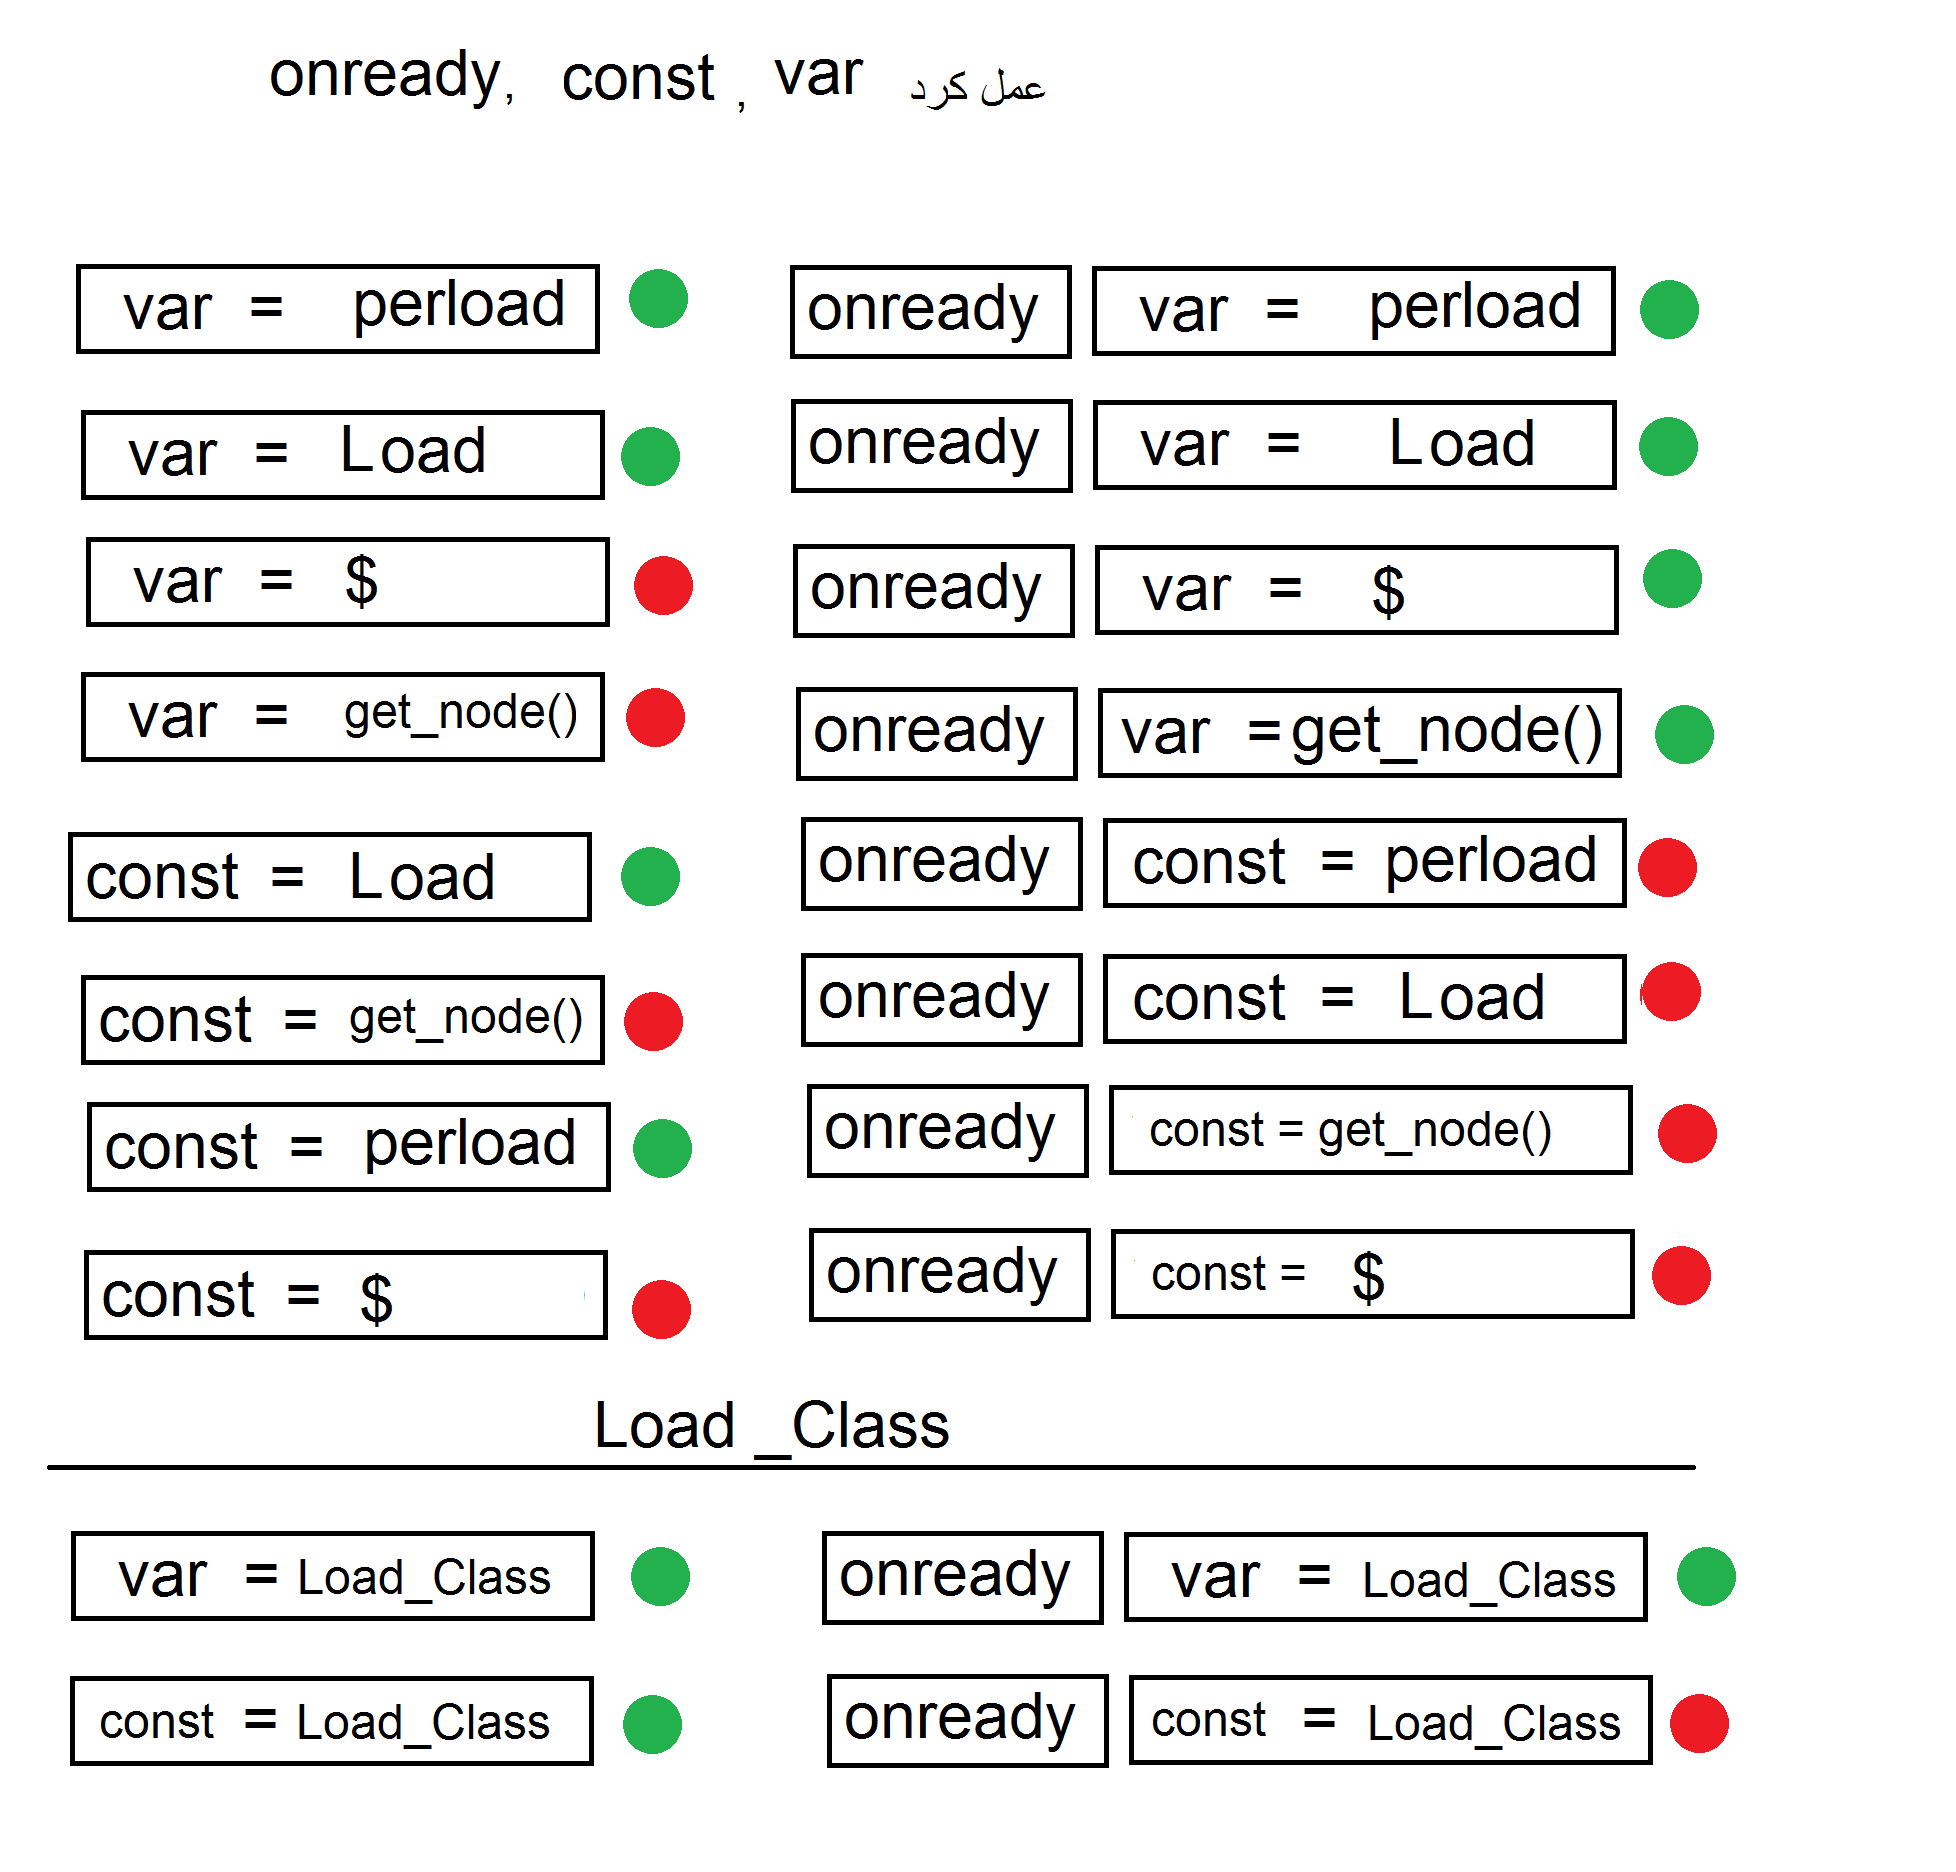 onready, const , var عمل کرد
var = perload
onready var = perload
var = Load
onready var = Load
var = $
onready var = $
var = get_node()
onready var =get_node()
const = Load
onready const = perload
const = get_node()
onready const = Load
const = perload
onready const = get_node()
const = $
onready const = $
Load _Class
var = Load_Class
onready var = Load_Class
const = Load_Class
onready const = Load_Class